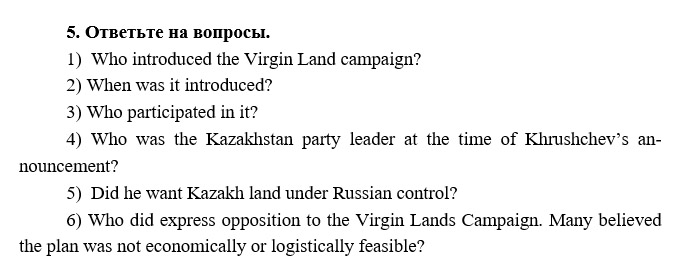 5. Ответьте на вопросы.
1) Who introduced the Virgin Land campaign?
2) When was it introduced?
3) Who participated in it?
4) Who was the Kazakhstan party leader at the time of Khrushchev’s an-
nouncement?
5) Did he want Kazakh land under Russian control?
6) Who did express opposition to the Virgin Lands Campaign. Many believed
the plan was not economically or logistically feasible?